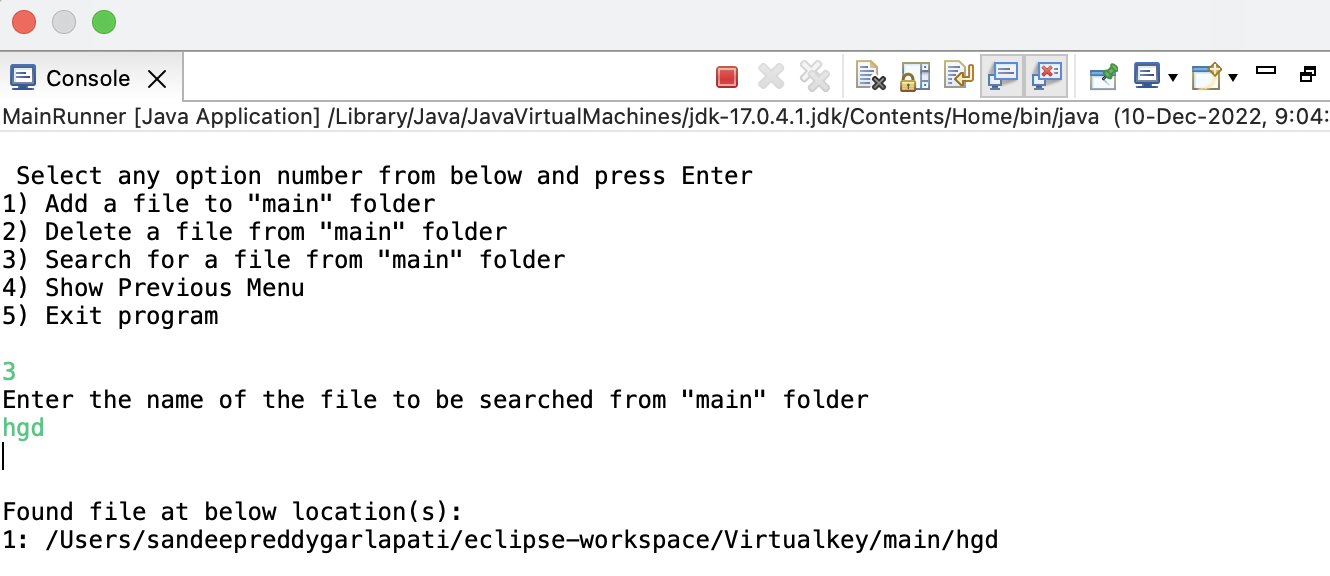 Console
MainRunner [Java Application] /Library/Java/JavaVirtualMachines/jdk-17.0.4.1.jdk/Contents/Home/bin/java (10-Dec-2022, 9:04:
Select any option number from below and press Enter
1) Add a file to "main" folder
2) Delete a file from "main" folder
3) Search for a file from "main" folder
4) Show Previous Menu
5) Exit program
3
Enter the name of the file to be searched from "main" folder
hgd
Found file at below location(s):
1: /Users/sandeepreddygarlapati/eclipse-workspace/Virtualkey/main/hgd